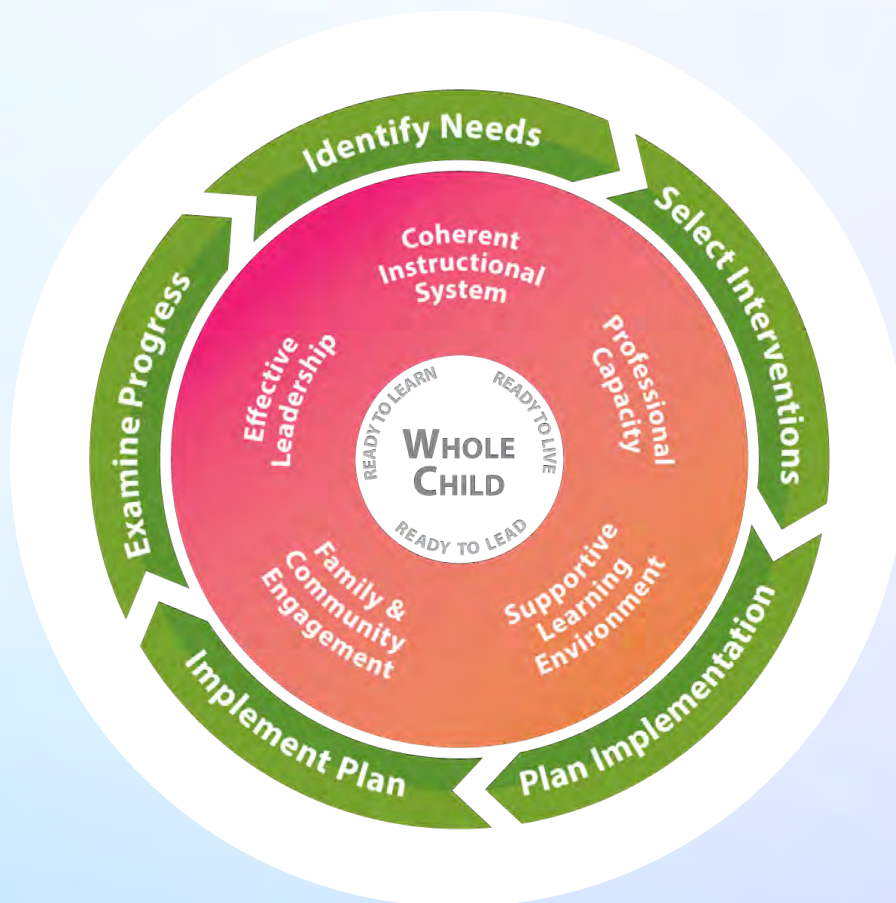 Identify Needs
Select Interventions
Plan Implementation
Implement Plan
Examine Progress
Coherent
Instructional
System
Professional
Capacity
Supportive
Learning
Environment
Family &
Community
Engagement
Effective
Leadership
READY TO LEARN
READY TO LIVE
READY TO LEAD
WHOLE
CHILD